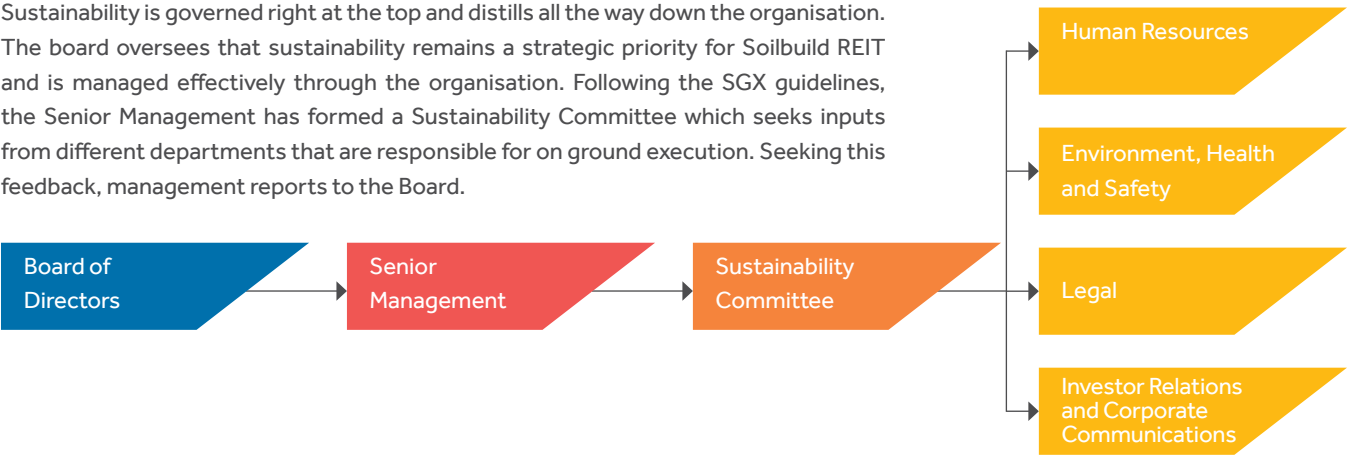 Sustainability is governed right at the top and distills all the way down the organisation.
The board oversees that sustainability remains a strategic priority for Soilbuild REIT
and is managed effectively through the organisation. Following the SGX guidelines,
the Senior Management has formed a Sustainability Committee which seeks inputs
from different departments that are responsible for on ground execution. Seeking this
feedback, management reports to the Board.
Board of
Directors
Senior
Management
Sustainability
Committee
Human Resources
Environment, Health
and Safety
Legal
Investor Relations
and Corporate
Communications